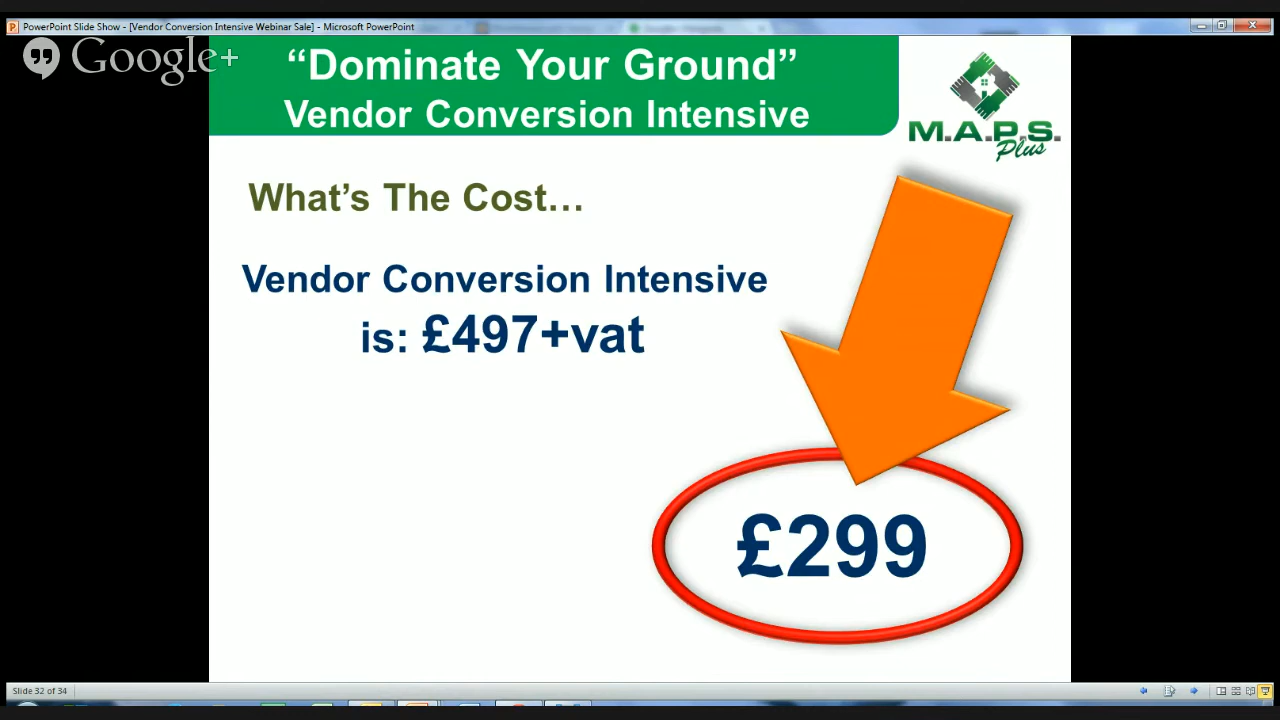 PowerPoint Slide Show - [Vendor Conversion Intensive Webinar Sale] - Microsoft PowerPoint
Google+
“Dominate Your Ground”
Vendor Conversion Intensive
M.A.P.S.
Plus
What’s The Cost…
Vendor Conversion Intensive
is: £497+vat
£299
Slide 32 of 34